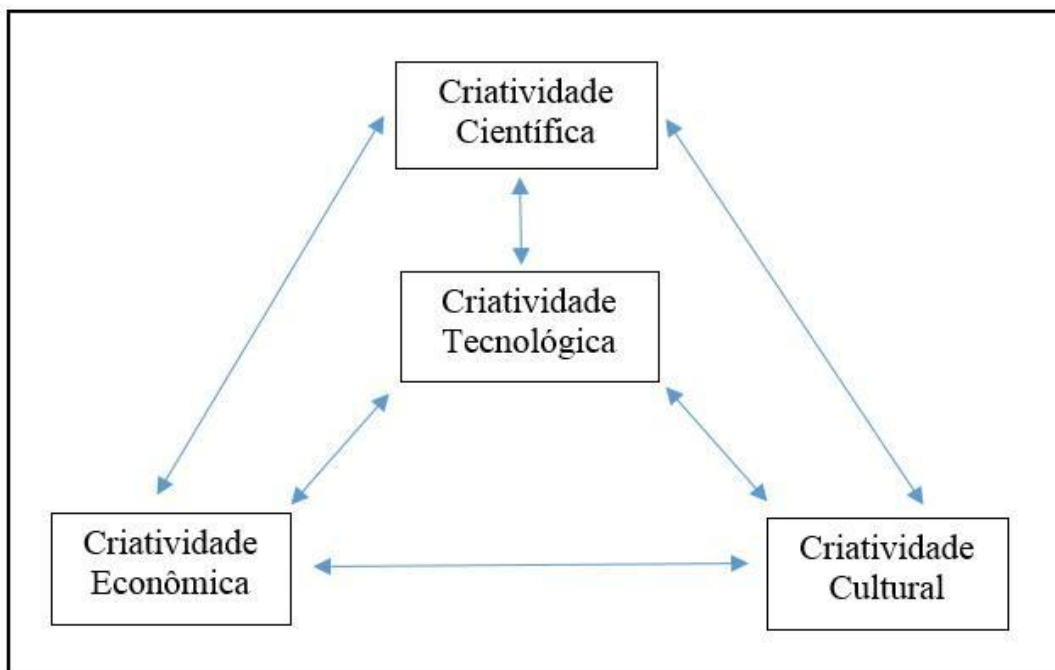 Criatividade
Científica
Criatividade
Tecnológica
Criatividade
Econômica
Criatividade
Cultural